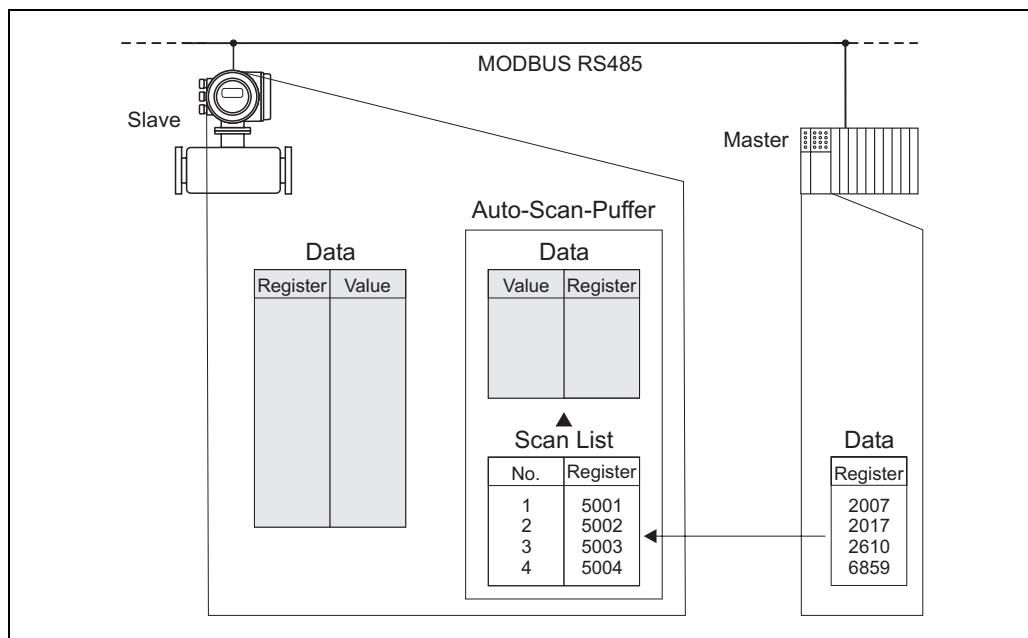 MODBUS RS485
Slave
Master
Auto-Scan-Puffer
Data
Register Value
Data
Value Register
Scan List
No. Register
1 5001
2 5002
3 5003
4 5004
Data
Register
2007
2017
2610
6859